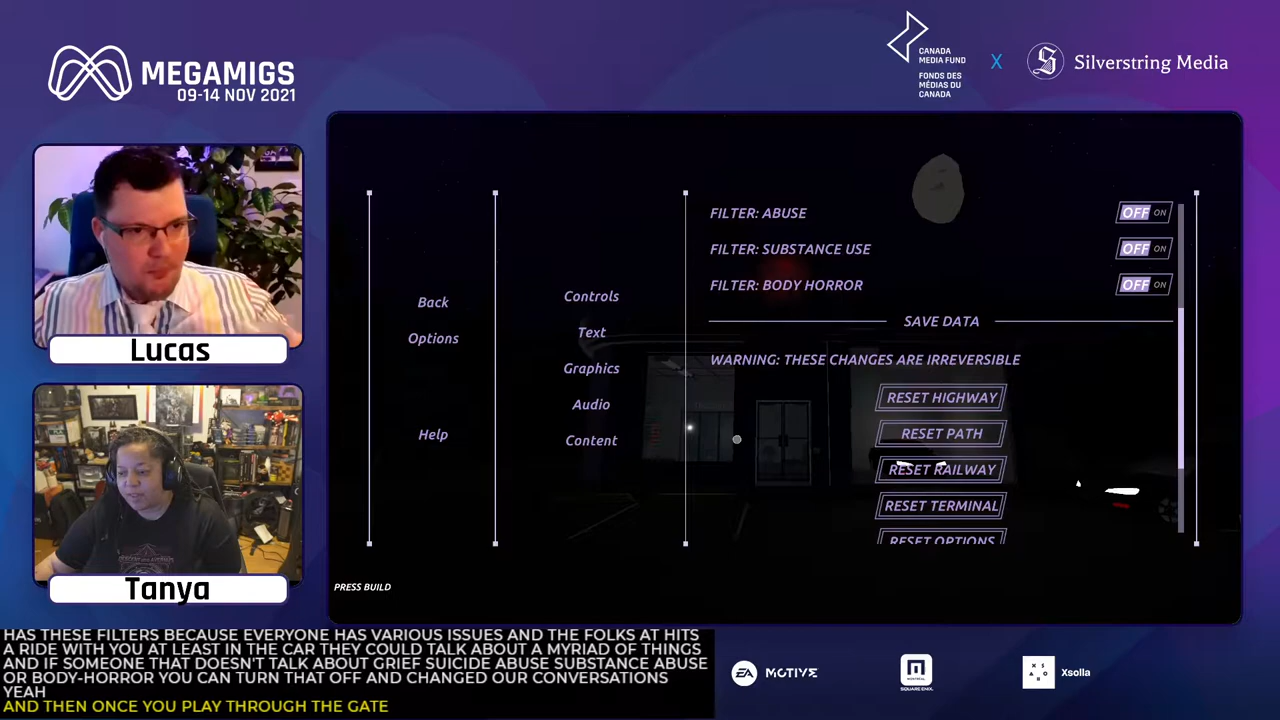 MEGAMIGS
09-14 NOV 2021
CANADA
MEDIA FUND
FONDS DES
MÉDIAS DU
CANADA
X
Silverstring Media
Lucas
Tanya
Back
Options
Help
Controls
Text
Graphics
Audio
Content
FILTER: ABUSE
OFF ON
FILTER: SUBSTANCE USE
OFF ON
FILTER: BODY HORROR
OFF ON
SAVE DATA
WARNING: THESE CHANGES ARE IRREVERSIBLE
RESET HIGHWAY
RESET PATH
RESET RAILWAY
RESET TERMINAL
RESET OPTIONS
PRESS BUILD
HAS THESE FILTERS BECAUSE EVERYONE HAS VARIOUS ISSUES AND THE FOLKS AT HITS
A RIDE WITH YOU AT LEAST IN THE CAR THEY COULD TALK ABOUT A MYRIAD OF THINGS
AND IF SOMEONE THAT DOESN'T TALK ABOUT GRIEF SUICIDE ABUSE SUBSTANCE ABUSE
OR BODY-HORROR YOU CAN TURN THAT OFF AND CHANGED OUR CONVERSATIONS
YEAH
AND THEN ONCE YOU PLAY THROUGH THE GATE
EA MOTIVE
MONTRÉAL
SQUARE ENIX.
XSOLLA
Xsolla